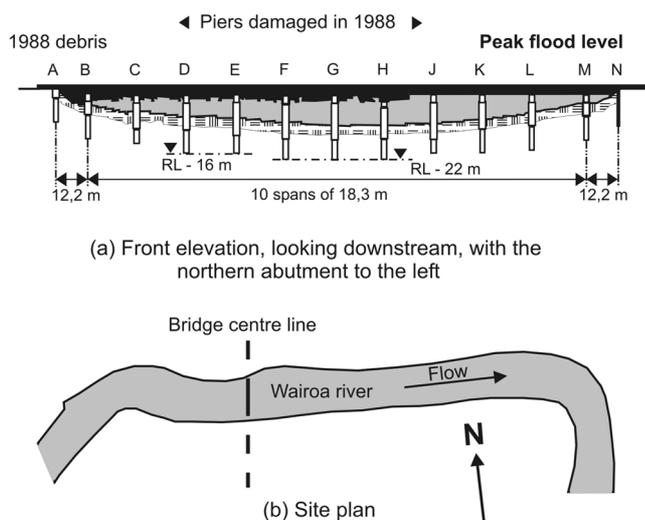 ◄ Piers damaged in 1988 ►
1988 debris
Peak flood level
A B C D E F G H J K L M N
RL - 16 m
RL - 22 m
12,2 m
10 spans of 18,3 m
12,2 m
(a) Front elevation, looking downstream, with the
northern abutment to the left
Bridge centre line
Flow
Wairoa river
N
(b) Site plan